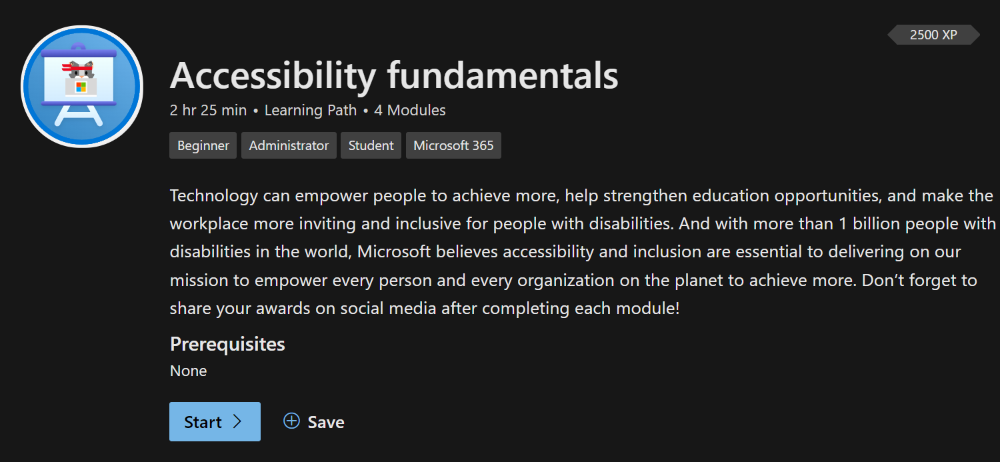 2500 XP
Accessibility fundamentals
2 hr 25 min • Learning Path • 4 Modules
Beginner Administrator Student Microsoft 365
Technology can empower people to achieve more, help strengthen education opportunities, and make the
workplace more inviting and inclusive for people with disabilities. And with more than 1 billion people with
disabilities in the world, Microsoft believes accessibility and inclusion are essential to delivering on our
mission to empower every person and every organization on the planet to achieve more. Don’t forget to
share your awards on social media after completing each module!
Prerequisites
None
Start Save